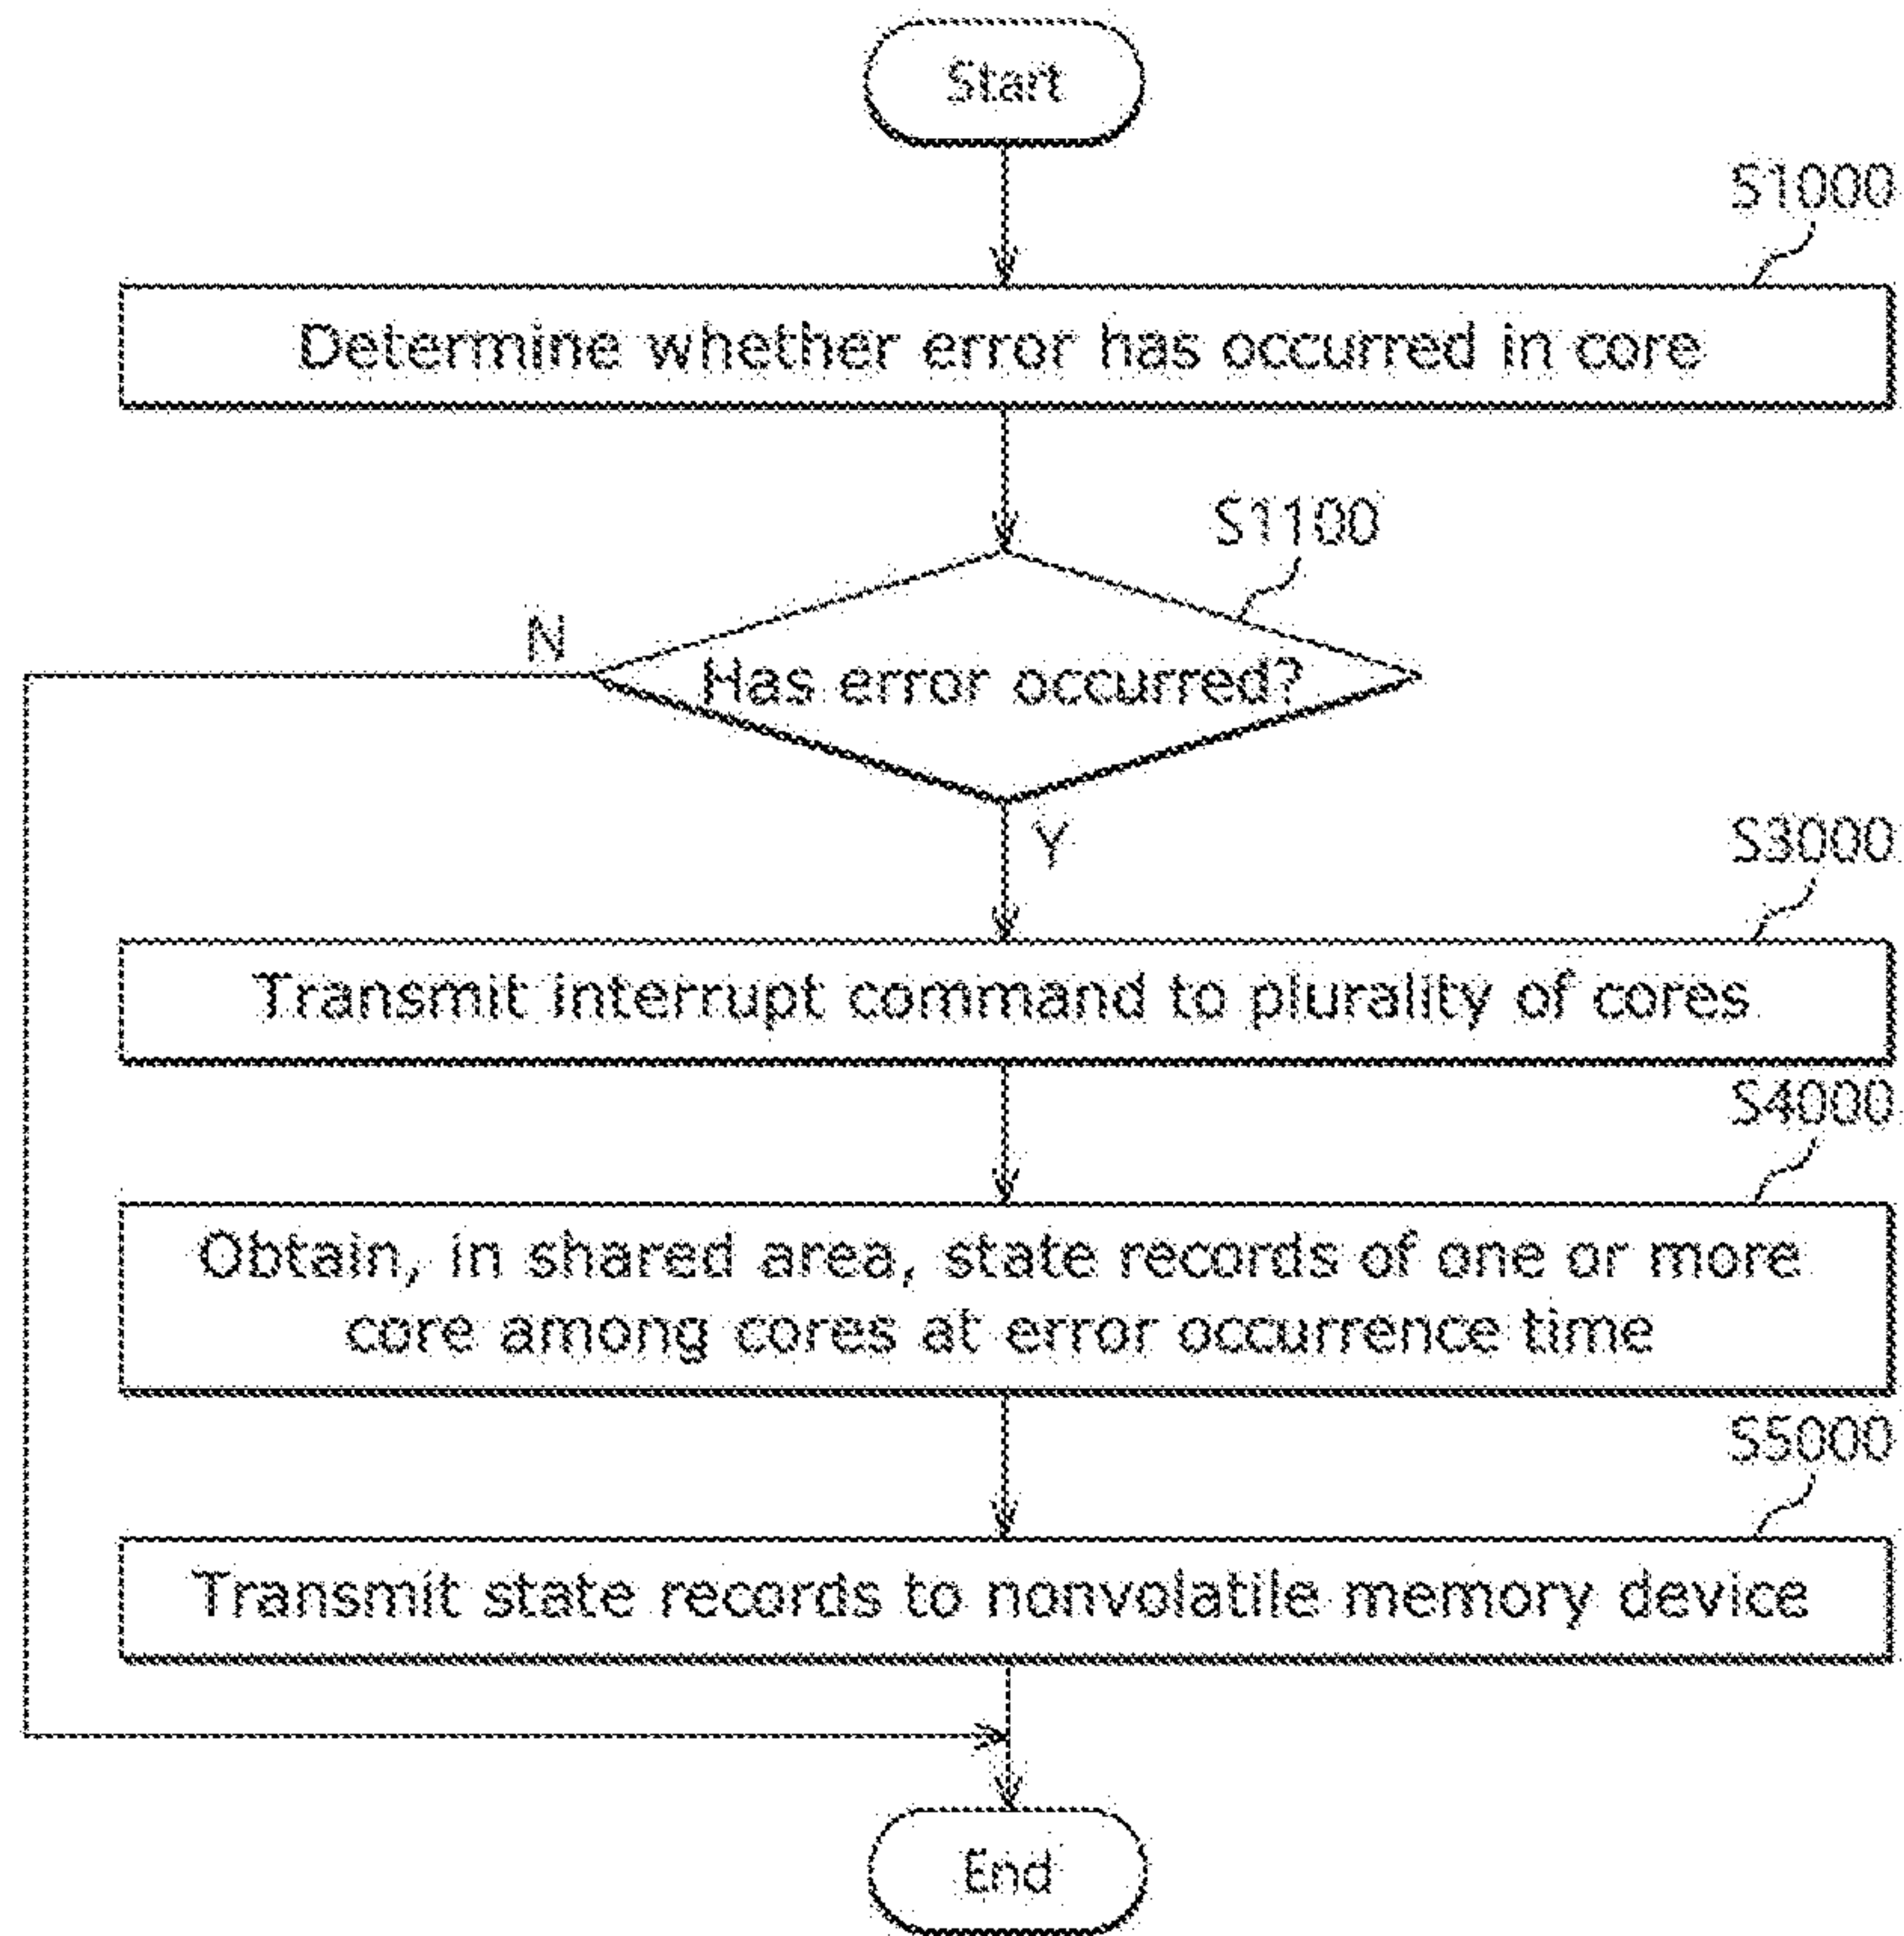 Start
S1000
Determine whether error has occurred in core
S1100
N
Has error occurred?
Y
S3000
Transmit interrupt command to plurality of cores
S4000
Obtain, in shared area, state records of one or more
core among cores at error occurrence time
S5000
Transmit state records to nonvolatile memory device
End